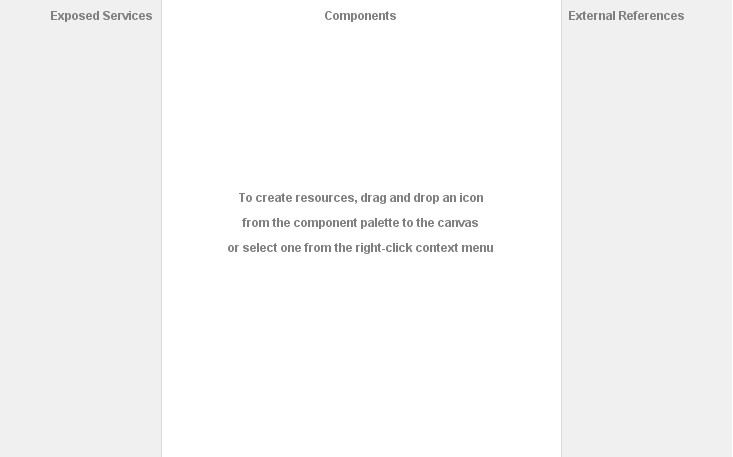 Exposed Services
Components
External References
To create resources, drag and drop an icon
from the component palette to the canvas
or select one from the right-click context menu